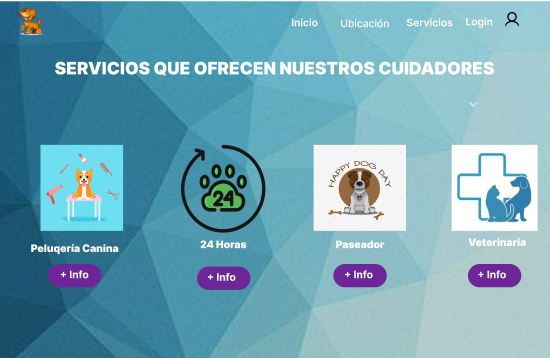 Inicio Ubicación Servicios Login
SERVICIOS QUE OFRECEN NUESTROS CUIDADORES
24
HAPPY DOG DAY
Peluqería Canina 24 Horas Paseador Veterinaria
+ Info + Info + Info + Info